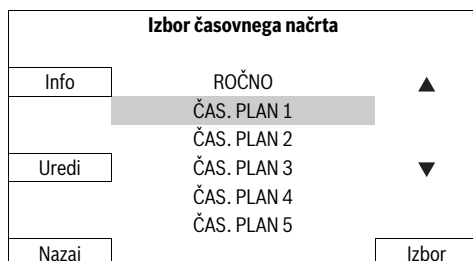 Izbor časovnega načrta
Info
ROČNO
▲
ČAS. PLAN 1
ČAS. PLAN 2
Uredi
ČAS. PLAN 3
▼
ČAS. PLAN 4
ČAS. PLAN 5
Nazaj
Izbor